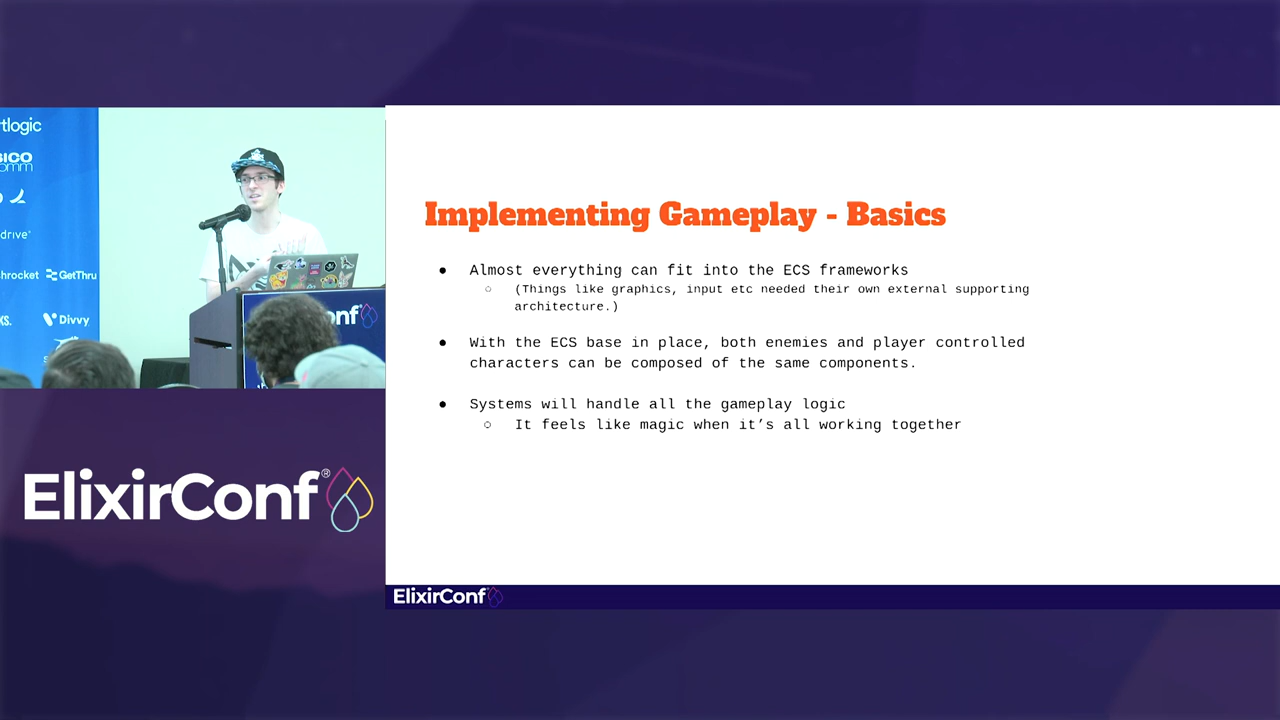 tlogic
drive
hrocket
GetThru
KS.
Divvy
nf
ElixirConf®
Implementing Gameplay - Basics
● Almost everything can fit into the ECS frameworks
○ (Things like graphics, input etc needed their own external supporting
architecture.)
● With the ECS base in place, both enemies and player controlled
characters can be composed of the same components.
● Systems will handle all the gameplay logic
○ It feels like magic when it’s all working together
ElixirConf